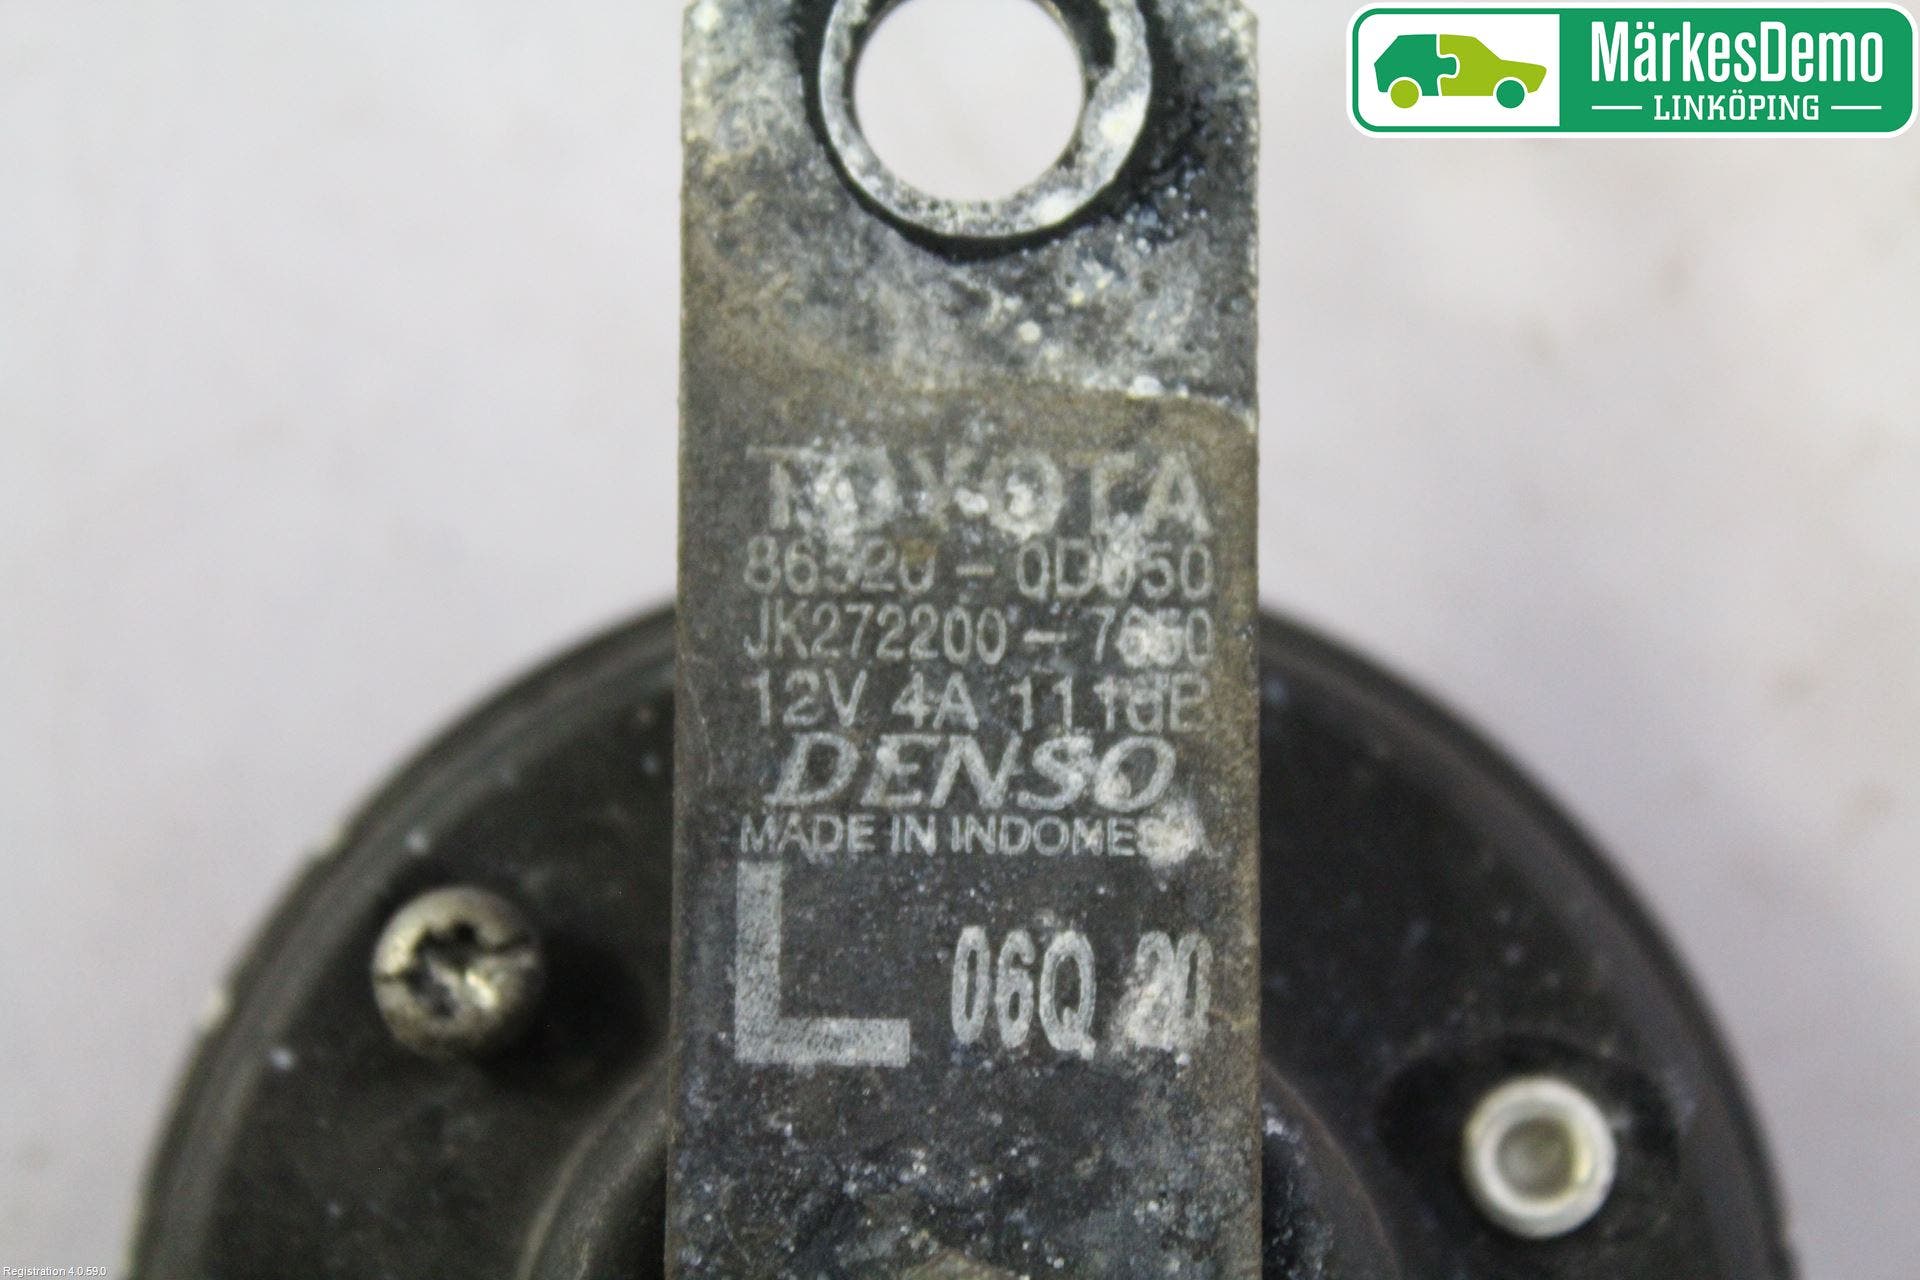 MärkesDemo
LINKÖPING
TOYOTA
86520 - 0D050
JK272200 - 7650
12V 4A 111dB
DENSO
MADE IN INDONESIA
L 06Q 20
Registration 4.0.59.0